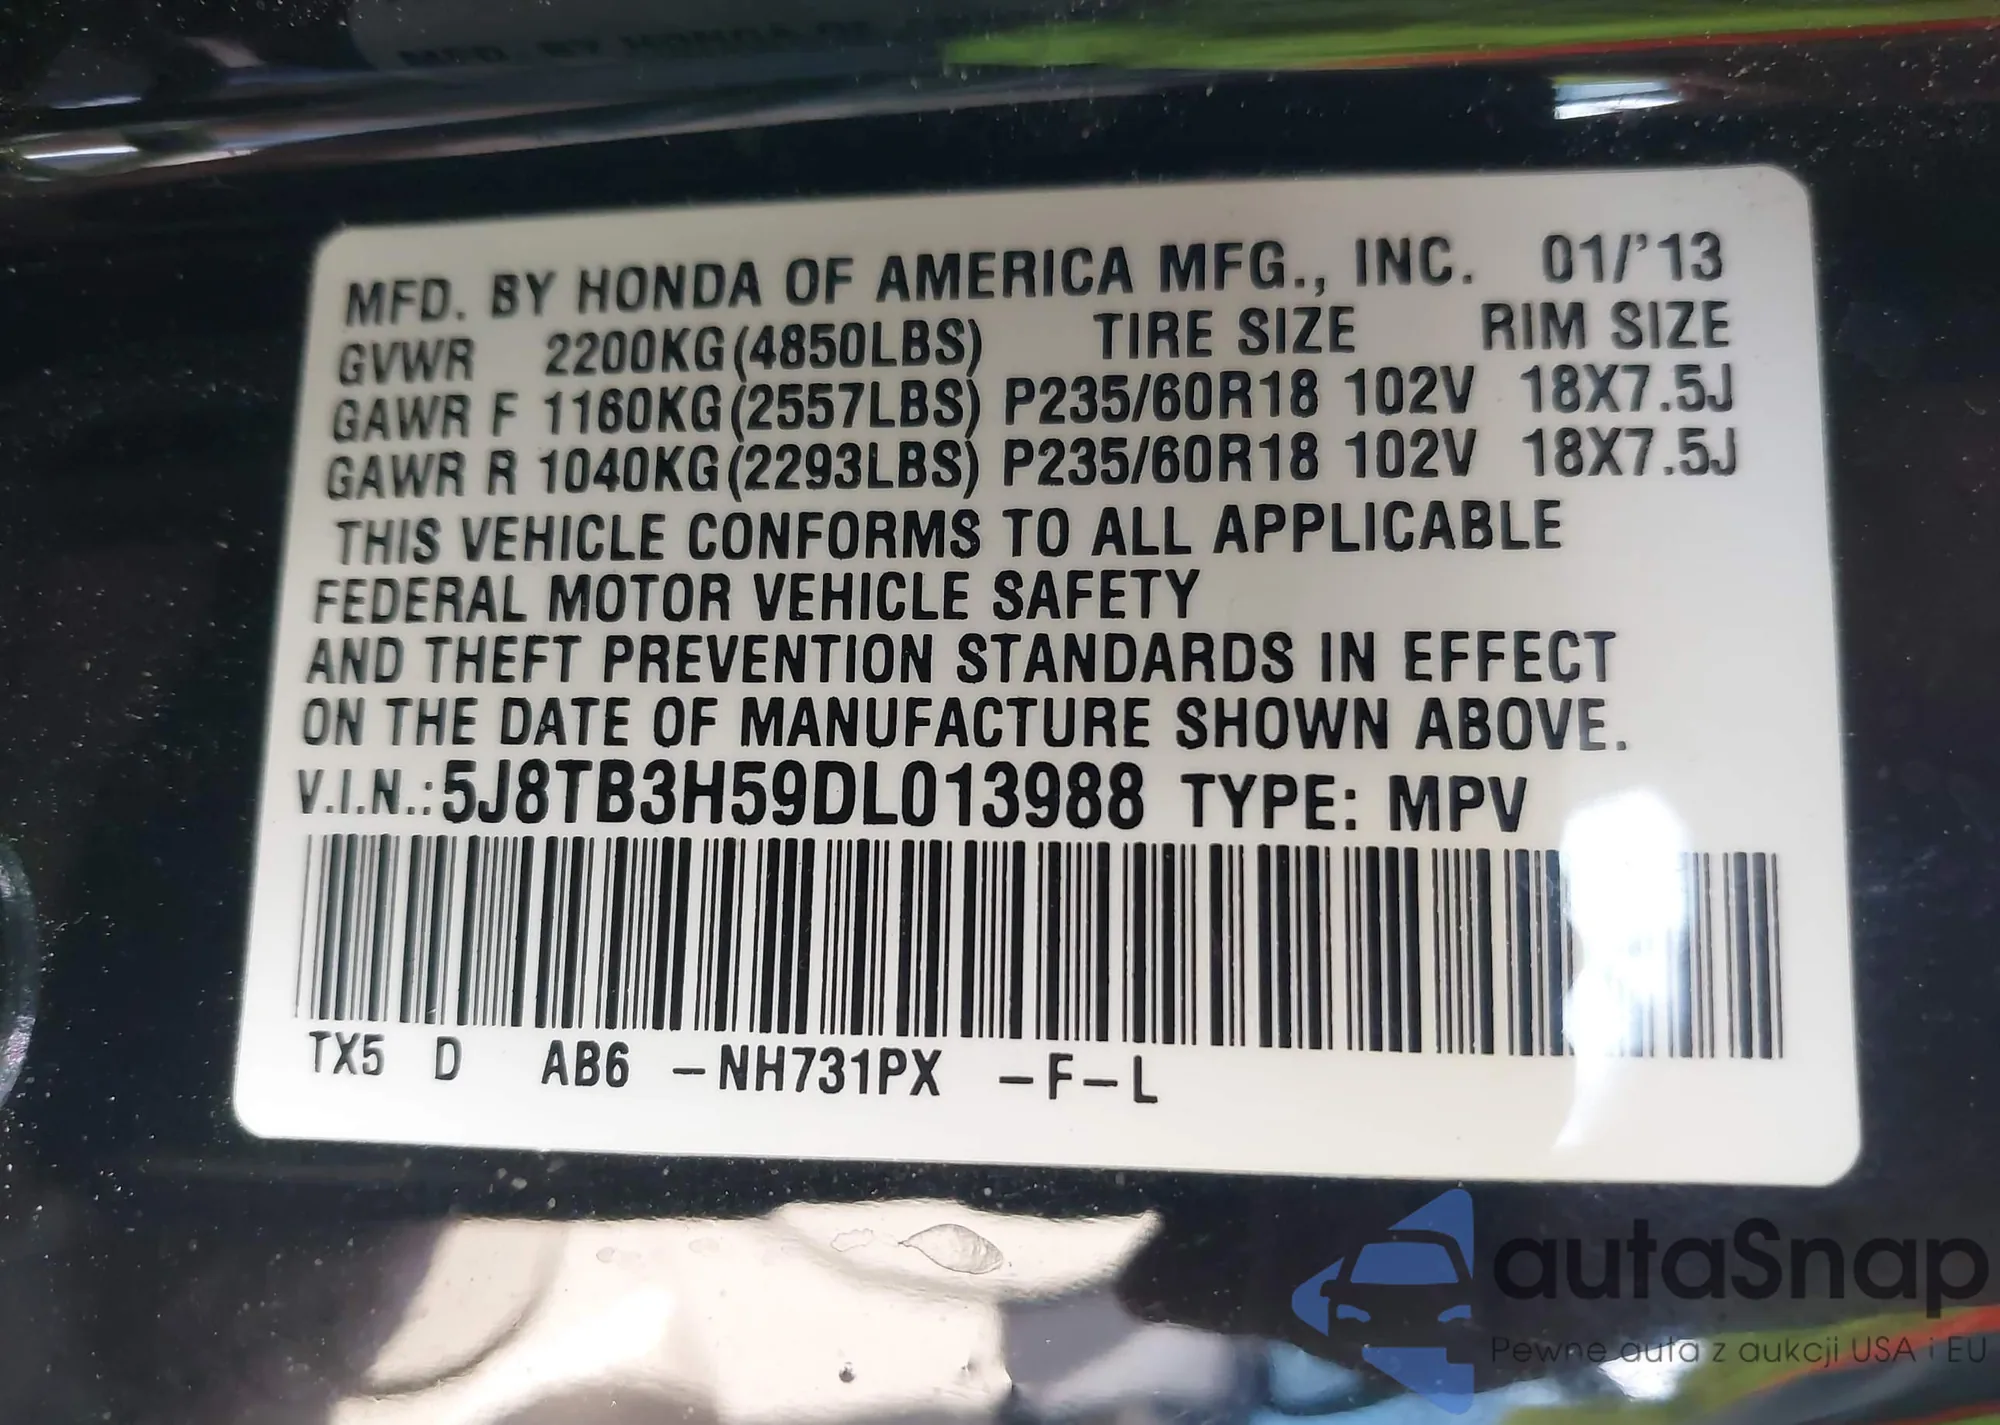 MFD. BY HONDA OF AMERICA MFG., INC. 01/'13
GVWR 2200KG(4850LBS) TIRE SIZE RIM SIZE
GAWR F 1160KG(2557LBS) P235/60R18 102V 18X7.5J
GAWR R 1040KG(2293LBS) P235/60R18 102V 18X7.5J
THIS VEHICLE CONFORMS TO ALL APPLICABLE
FEDERAL MOTOR VEHICLE SAFETY
AND THEFT PREVENTION STANDARDS IN EFFECT
ON THE DATE OF MANUFACTURE SHOWN ABOVE.
V.I.N.:5J8TB3H59DL013988 TYPE: MPV
TX5 D AB6 -NH731PX -F-L
autaSnap
Pewne auta z aukcji USA i EU